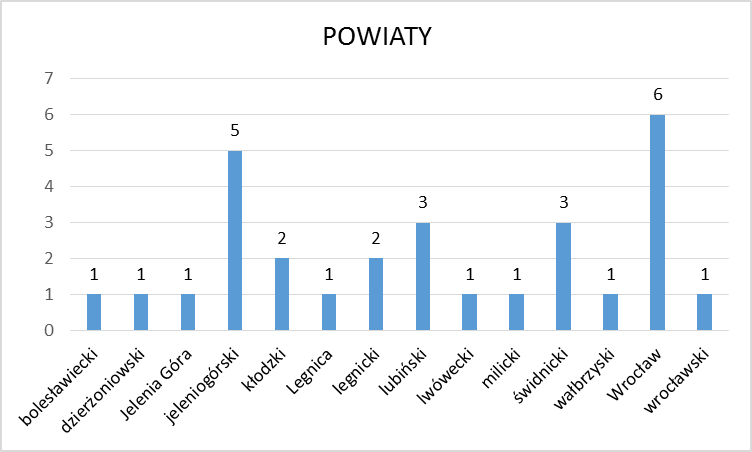 POWIATY
7
6
5
4
3
2
1
0
1
1
1
5
2
1
2
3
1
1
3
1
6
1
bolesławiecki
dzierżoniowski
Jelenia Góra
jeleniogórski
kłodzki
Legnica
legnicki
lubiński
lwówecki
milicki
świdnicki
wałbrzyski
Wrocław
wrocławski